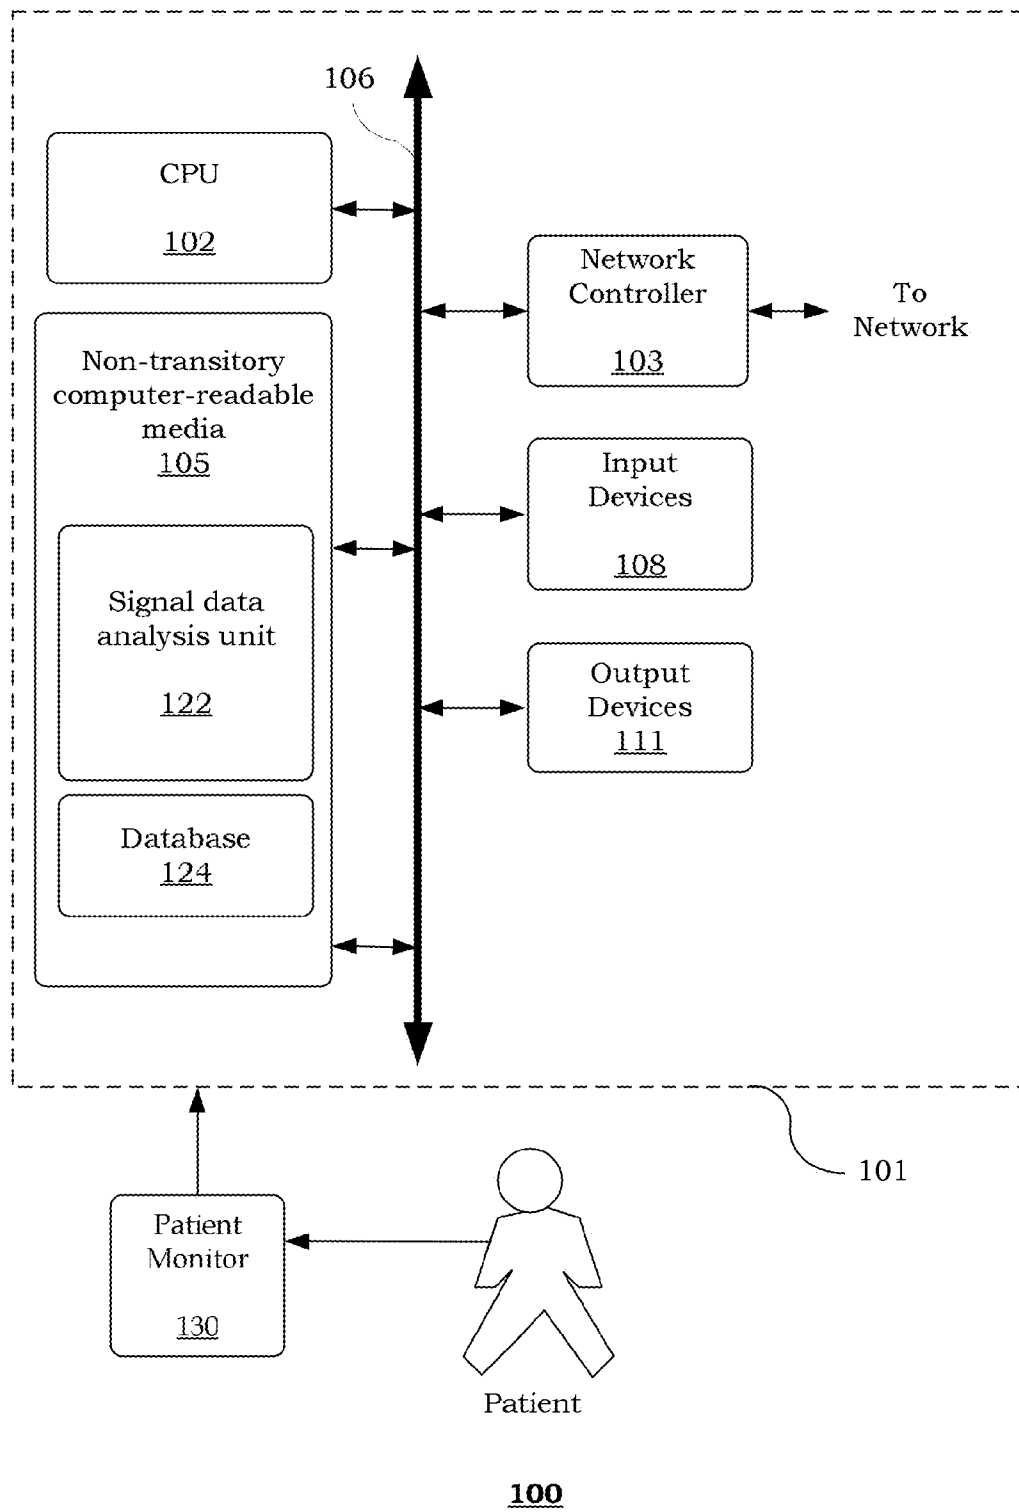 106
CPU
102
Network
Controller
103
To
Network
Non-transitory
computer-readable
media
105
Input
Devices
108
Signal data
analysis unit
122
Output
Devices
111
Database
124
101
Patient
Monitor
130
Patient
100